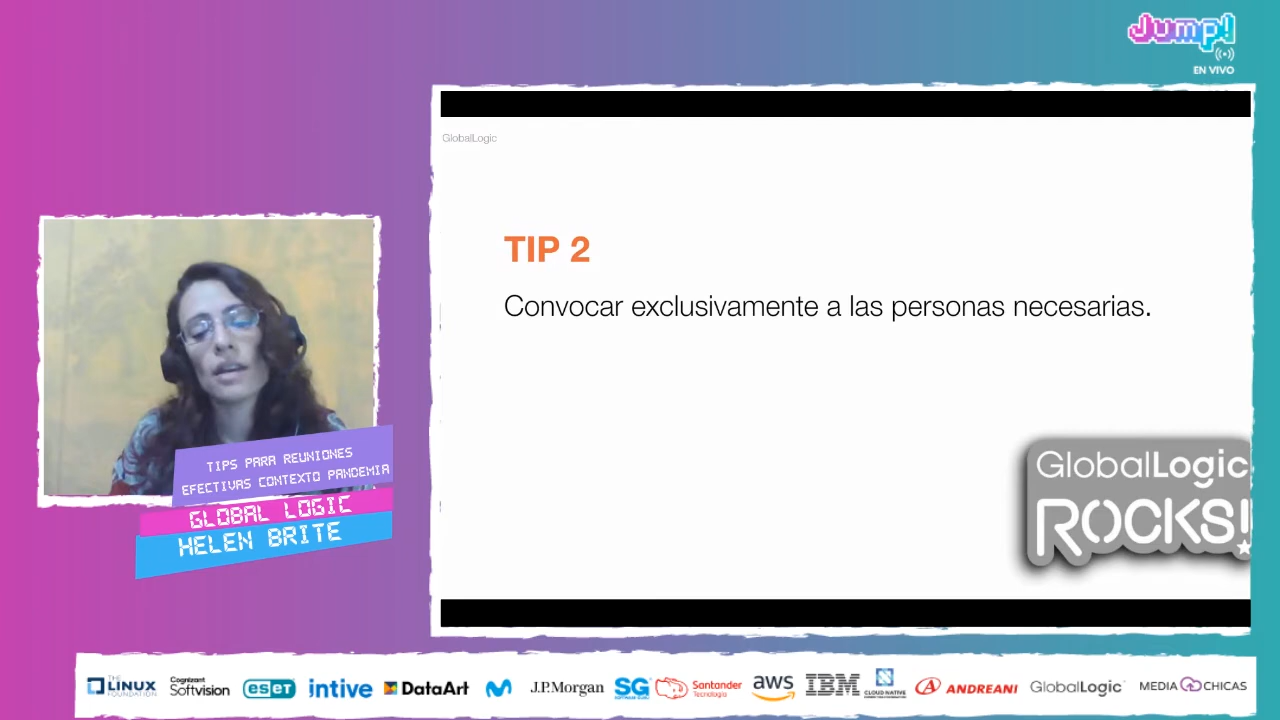 Jump!
EN VIVO
GlobalLogic
TIP 2
Convocar exclusivamente a las personas necesarias.
GlobalLogic
ROCKS!
TIPS PARA REUNIONES
EFECTIVAS CONTEXTO PANDEMIA
GLOBAL LOGIC
HELEN BRITE
THE LINUX FOUNDATION
Cognizant Softvision
eseT
intive
DataArt
J.P.Morgan
SG
Santander Tecnología
aws
IBM
CLOUD NATIVE
ANDREANI
GlobalLogic
MEDIA CHICAS